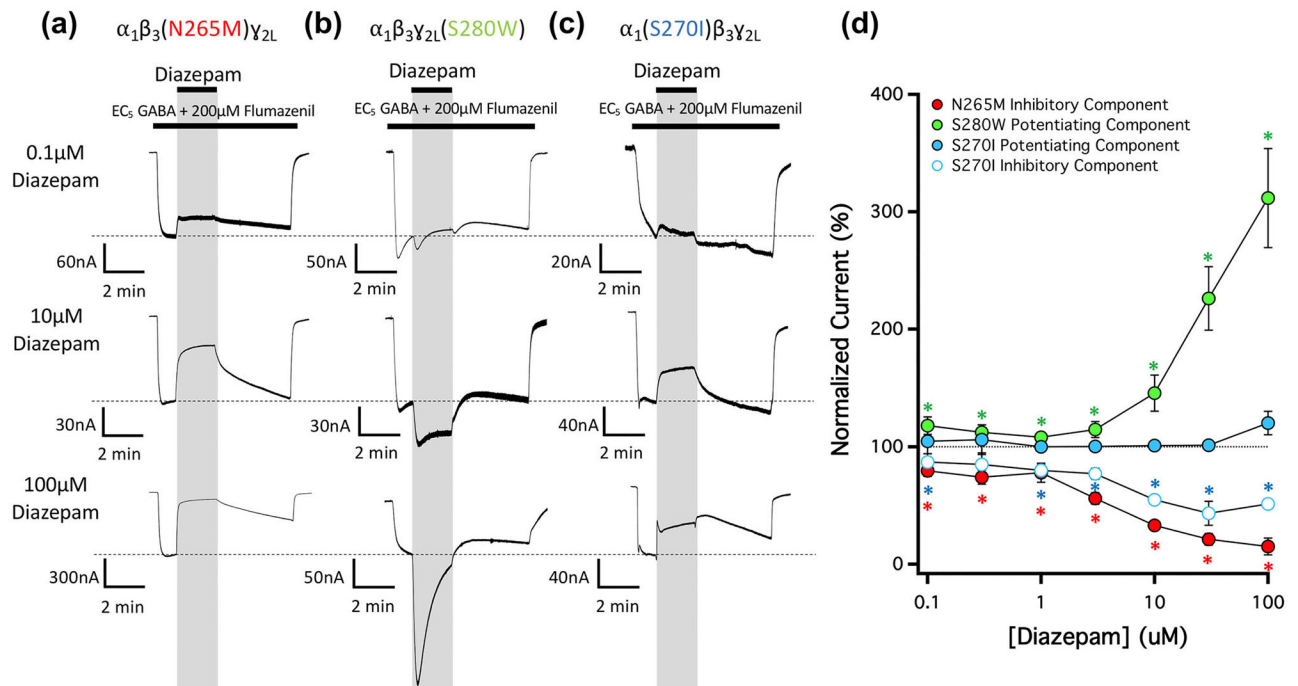 (a) α₁β₃(N265M)ɣ₂L
Diazepam
EC₅ GABA + 200µM Flumazenil
0.1µM
Diazepam
60nA
2 min
10µM
Diazepam
30nA
2 min
100µM
Diazepam
300nA
2 min
(b) α₁β₃ɣ₂L(S280W)
Diazepam
EC₅ GABA + 200µM Flumazenil
50nA
2 min
30nA
2 min
50nA
2 min
(c) α₁(S270I)β₃ɣ₂L
Diazepam
EC₅ GABA + 200µM Flumazenil
20nA
2 min
40nA
2 min
40nA
2 min
(d)
N265M Inhibitory Component
S280W Potentiating Component
S270I Potentiating Component
S270I Inhibitory Component
Normalized Current (%)
400
300
200
100
0
0.1 1 10 100
[Diazepam] (uM)